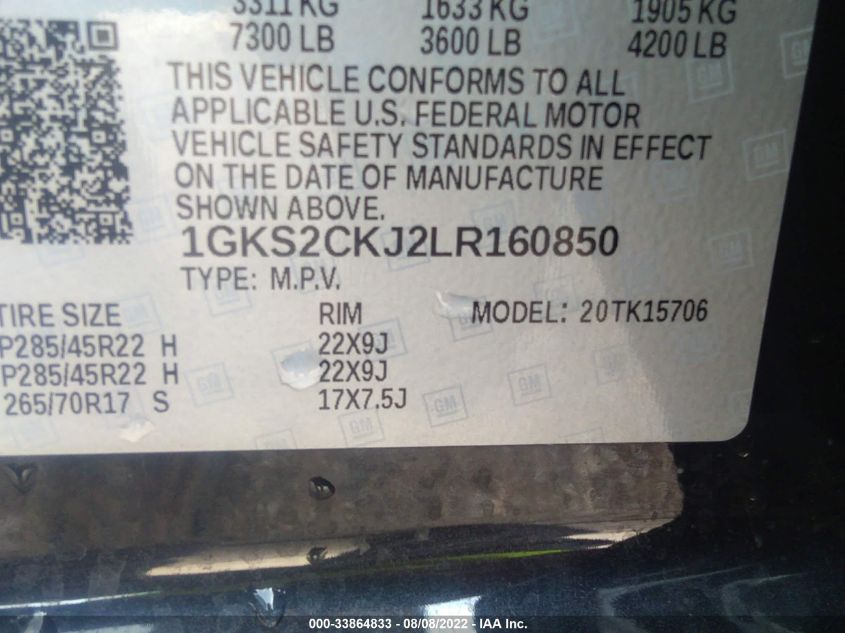 3311 KG 1633 KG 1905 KG
7300 LB 3600 LB 4200 LB
THIS VEHICLE CONFORMS TO ALL
APPLICABLE U.S. FEDERAL MOTOR
VEHICLE SAFETY STANDARDS IN EFFECT
ON THE DATE OF MANUFACTURE
SHOWN ABOVE.
1GKS2CKJ2LR160850
TYPE: M.P.V.
TIRE SIZE RIM MODEL: 20TK15706
P285/45R22 H 22X9J
P285/45R22 H 22X9J
265/70R17 S 17X7.5J
GM
000-33864833 - 08/08/2022 - IAA Inc.